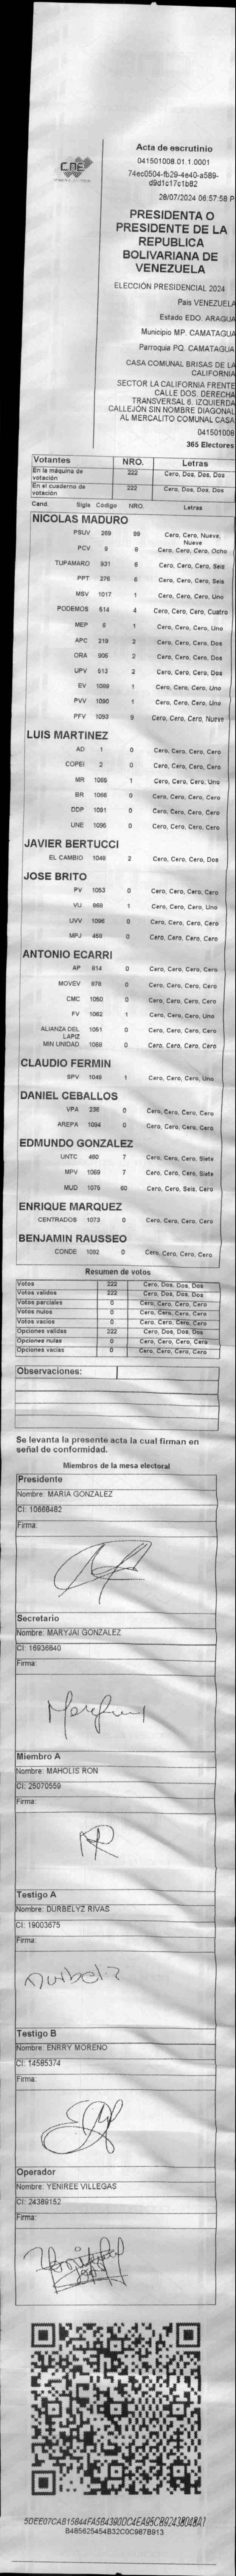 CNE
Acta de escrutinio
041501008.01.1.0001
74ec0504-fb29-4e40-a589-
d9d1c17c1b82
28/07/2024 06:57:58 P
PRESIDENTA O
PRESIDENTE DE LA
REPUBLICA
BOLIVARIANA DE
VENEZUELA
ELECCIÓN PRESIDENCIAL 2024
Pais VENEZUELA
Estado EDO. ARAGUA
Municipio MP. CAMATAGUA
Parroquia PQ. CAMATAGUA
CASA COMUNAL BRISAS DE LA
CALIFORNIA
SECTOR LA CALIFORNIA FRENTE
CALLE DOS. DERECHA
TRANSVERSAL 6. IZQUIERDA
CALLEJÓN SIN NOMBRE DIAGONAL
AL MERCALITO COMUNAL CASA
041501008
365 Electores
Votantes NRO. Letras
En la máquina de votación 222 Cero, Dos, Dos, Dos
En el cuaderno de votación 222 Cero, Dos, Dos, Dos
Cand. Sigla Código NRO. Letras
NICOLAS MADURO
PSUV 269 99 Cero, Cero, Nueve, Nueve
PCV 9 8 Cero, Cero, Cero, Ocho
TUPAMARO 931 6 Cero, Cero, Cero, Seis
PPT 276 6 Cero, Cero, Cero, Seis
MSV 1017 1 Cero, Cero, Cero, Uno
PODEMOS 514 4 Cero, Cero, Cero, Cuatro
MEP 6 1 Cero, Cero, Cero, Uno
APC 219 2 Cero, Cero, Cero, Dos
ORA 905 2 Cero, Cero, Cero, Dos
UPV 513 2 Cero, Cero, Cero, Dos
EV 1089 1 Cero, Cero, Cero, Uno
PVV 1090 1 Cero, Cero, Cero, Uno
PFV 1093 9 Cero, Cero, Cero, Nueve
LUIS MARTINEZ
AD 1 0 Cero, Cero, Cero, Cero
COPEI 2 0 Cero, Cero, Cero, Cero
MR 1065 1 Cero, Cero, Cero, Uno
BR 1066 0 Cero, Cero, Cero, Cero
DDP 1091 0 Cero, Cero, Cero, Cero
UNE 1095 0 Cero, Cero, Cero, Cero
JAVIER BERTUCCI
EL CAMBIO 1048 2 Cero, Cero, Cero, Dos
JOSE BRITO
PV 1053 0 Cero, Cero, Cero, Cero
VU 868 1 Cero, Cero, Cero, Uno
UVV 1096 0 Cero, Cero, Cero, Cero
MPJ 459 0 Cero, Cero, Cero, Cero
ANTONIO ECARRI
AP 814 0 Cero, Cero, Cero, Cero
MOVEV 878 0 Cero, Cero, Cero, Cero
CMC 1050 0 Cero, Cero, Cero, Cero
FV 1062 1 Cero, Cero, Cero, Uno
ALIANZA DEL LAPIZ 1051 0 Cero, Cero, Cero, Cero
MIN UNIDAD 1069 0 Cero, Cero, Cero, Cero
CLAUDIO FERMIN
SPV 1049 1 Cero, Cero, Cero, Uno
DANIEL CEBALLOS
VPA 236 0 Cero, Cero, Cero, Cero
AREPA 1094 0 Cero, Cero, Cero, Cero
EDMUNDO GONZALEZ
UNTC 460 7 Cero, Cero, Cero, Siete
MPV 1069 7 Cero, Cero, Cero, Siete
MUD 1075 60 Cero, Cero, Seis, Cero
ENRIQUE MARQUEZ
CENTRADOS 1073 0 Cero, Cero, Cero, Cero
BENJAMIN RAUSSEO
CONDE 1092 0 Cero, Cero, Cero, Cero
Resumen de votos
Votos 222 Cero, Dos, Dos, Dos
Votos validos 222 Cero, Dos, Dos, Dos
Votos parciales 0 Cero, Cero, Cero, Cero
Votos nulos 0 Cero, Cero, Cero, Cero
Votos vacios 0 Cero, Cero, Cero, Cero
Opciones validas 222 Cero, Dos, Dos, Dos
Opciones nulas 0 Cero, Cero, Cero, Cero
Opciones vacias 0 Cero, Cero, Cero, Cero
Observaciones:
Se levanta la presente acta la cual firman en
señal de conformidad.
Miembros de la mesa electoral
Presidente
Nombre: MARIA GONZALEZ
CI: 10668482
Firma:
Secretario
Nombre: MARYJAI GONZALEZ
CI: 16936840
Firma:
Miembro A
Nombre: MAHOLIS RON
CI: 25070559
Firma:
Testigo A
Nombre: DURBELYZ RIVAS
CI: 19003675
Firma:
Testigo B
Nombre: ENRRY MORENO
CI: 14585374
Firma:
Operador
Nombre: YENIREE VILLEGAS
CI: 24389152
Firma:
B485625454B32C0C987B913